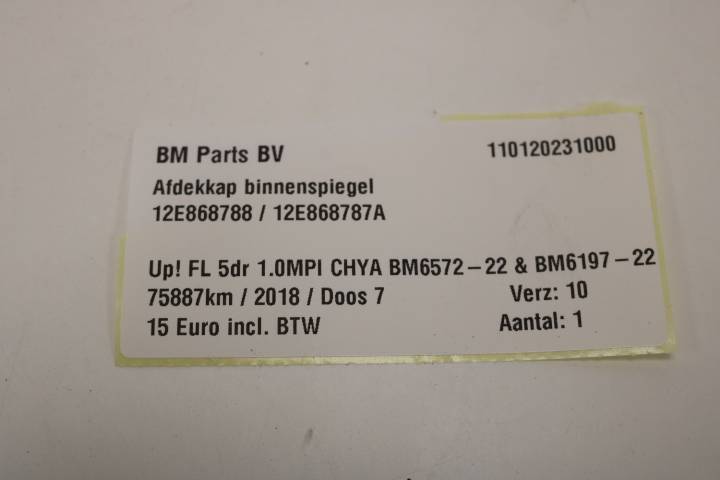 BM Parts BV 110120231000
Afdekkap binnenspiegel
12E868788 / 12E868787A
Up! FL 5dr 1.0MPI CHYA BM6572-22 & BM6197-22
75887km / 2018 / Doos 7 Verz: 10
15 Euro incl. BTW Aantal: 1